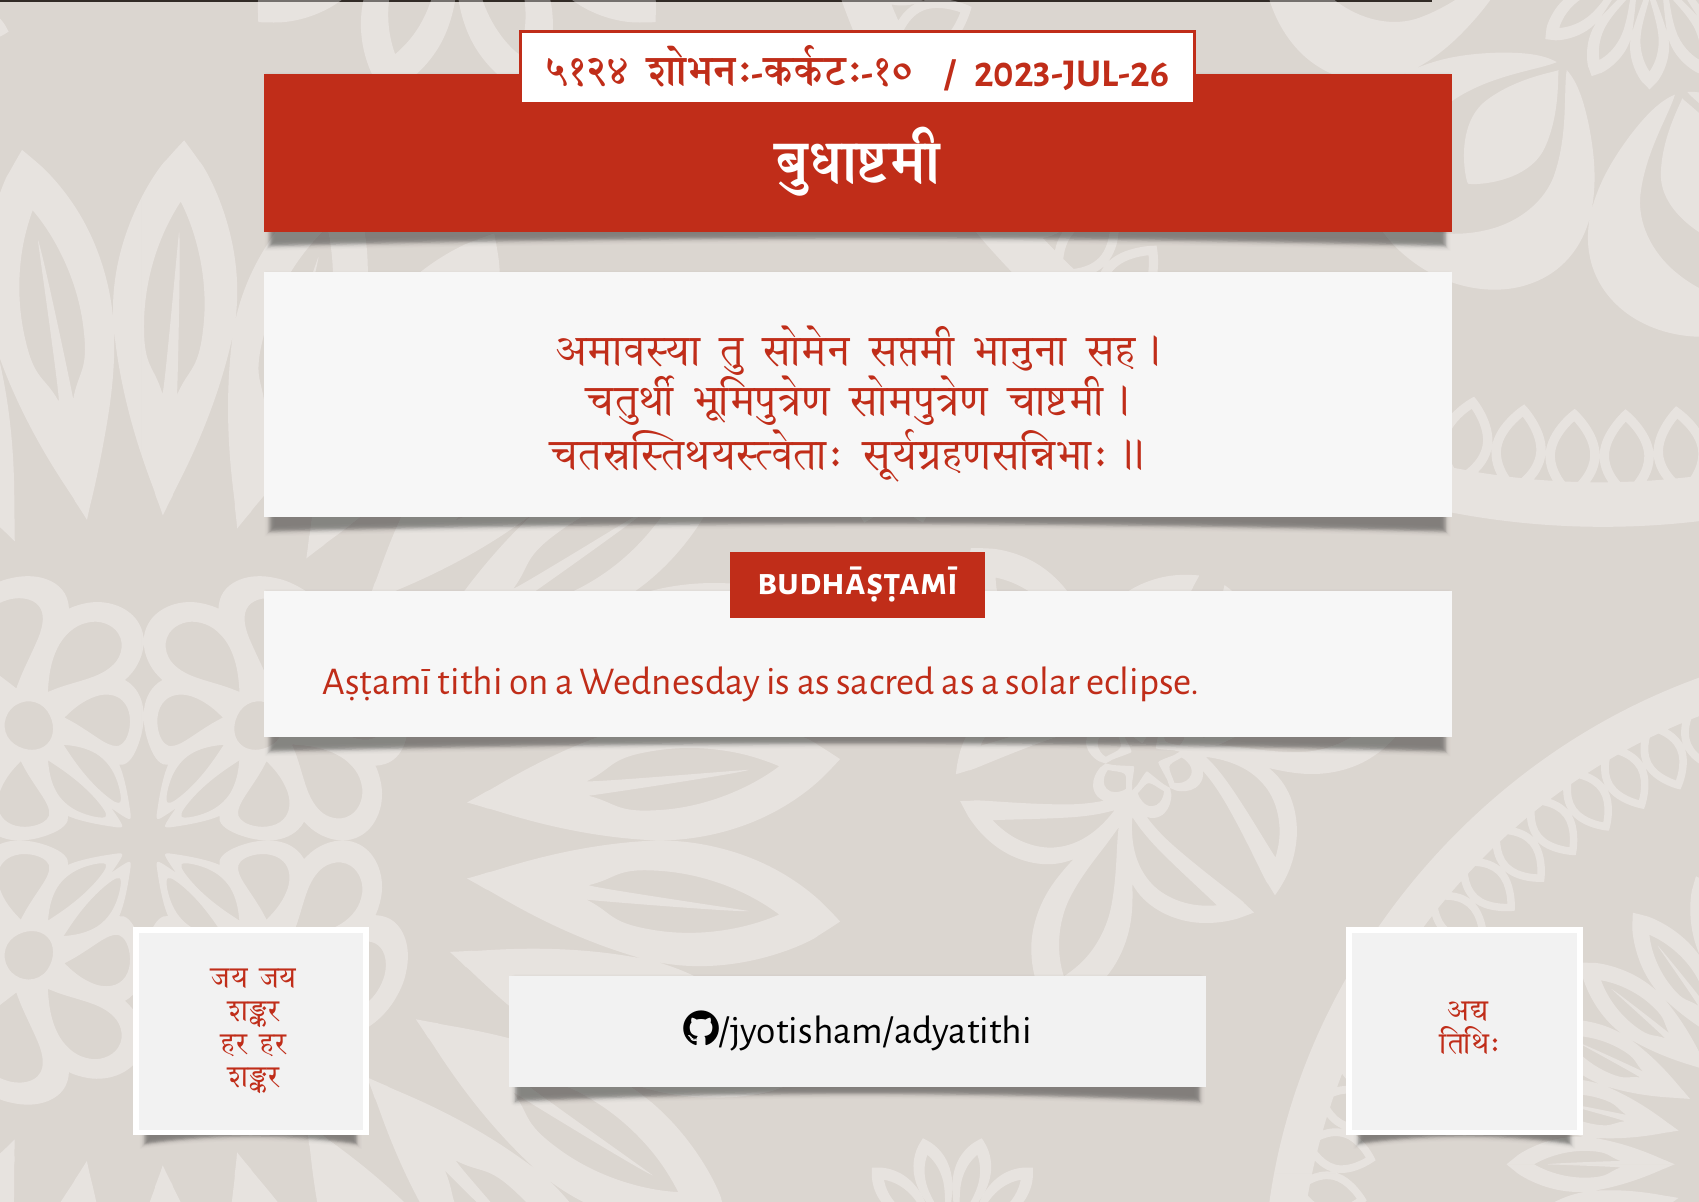 ५१२४ शोभनः-कर्कटः-१० / 2023-JUL-26
बुधाष्टमी
अमावस्या तु सोमेन सप्तमी भानुना सह।
चतुर्थी भूमिपुत्रेण सोमपुत्रेण चाष्टमी।
चतस्रस्तिथयस्त्वेताः सूर्यग्रहणसन्निभाः॥
BUDHĀṢṬAMĪ
Aṣṭamī tithi on a Wednesday is as sacred as a solar eclipse.
जय जय
शङ्कर
हर हर
शङ्कर
/jyotisham/adyatithi
अद्य
तिथिः